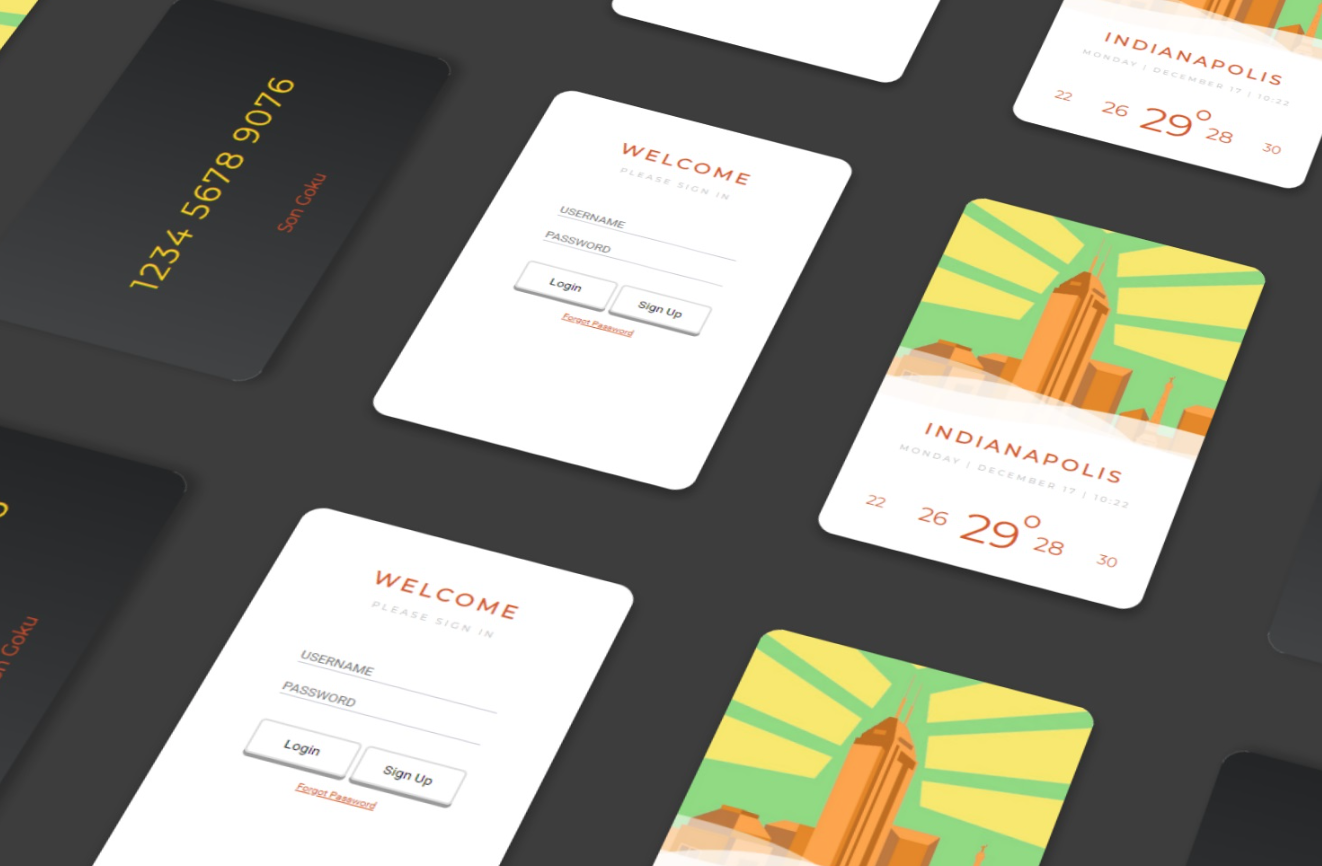 1234 5678 9076
Son Goku
WELCOME
PLEASE SIGN IN
USERNAME
PASSWORD
Login
Sign Up
Forgot Password
INDIANAPOLIS
MONDAY | DECEMBER 17 | 10:22
22 26 29° 28 30
INDIANAPOLIS
MONDAY | DECEMBER 17 | 10:22
22 26 29° 28 30
Goku
WELCOME
PLEASE SIGN IN
USERNAME
PASSWORD
Login
Sign Up
Forgot Password